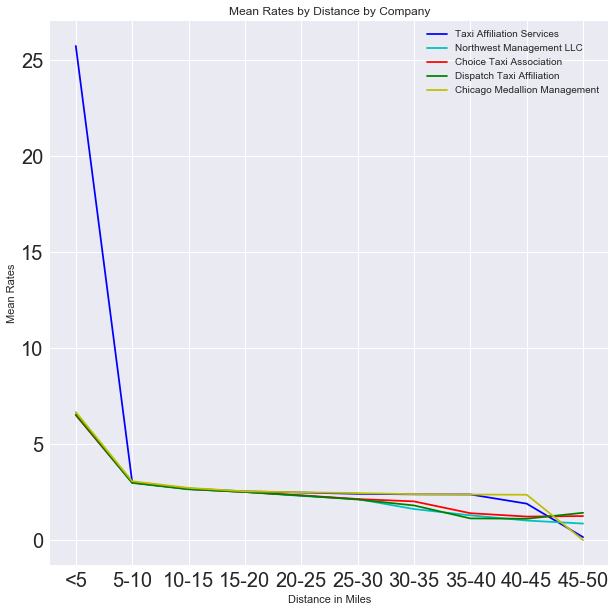 Mean Rates by Distance by Company
Taxi Affiliation Services
Northwest Management LLC
Choice Taxi Association
Dispatch Taxi Affiliation
Chicago Medallion Management
25
20
15
10
5
0
Mean Rates
<5 5-10 10-15 15-20 20-25 25-30 30-35 35-40 40-45 45-50
Distance in Miles